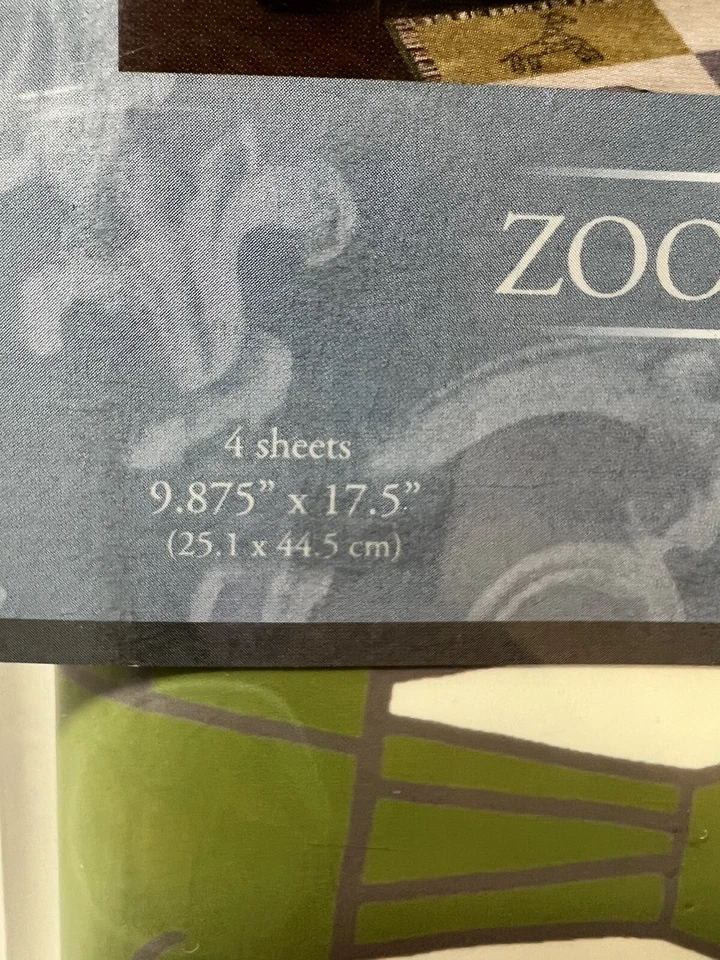 ZOO
4 sheets
9.875” x 17.5”
(25.1 x 44.5 cm)